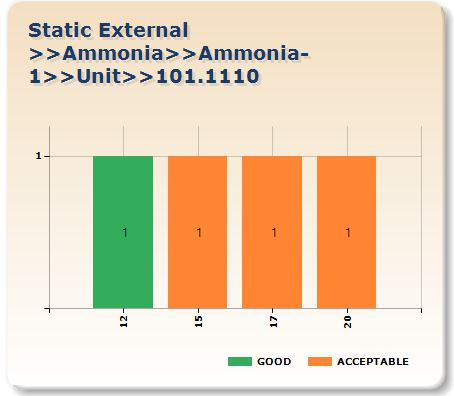 Static External
>>Ammonia>>Ammonia-
1>>Unit>>101.1110
1
1 1 1 1
12 15 17 20
GOOD ACCEPTABLE